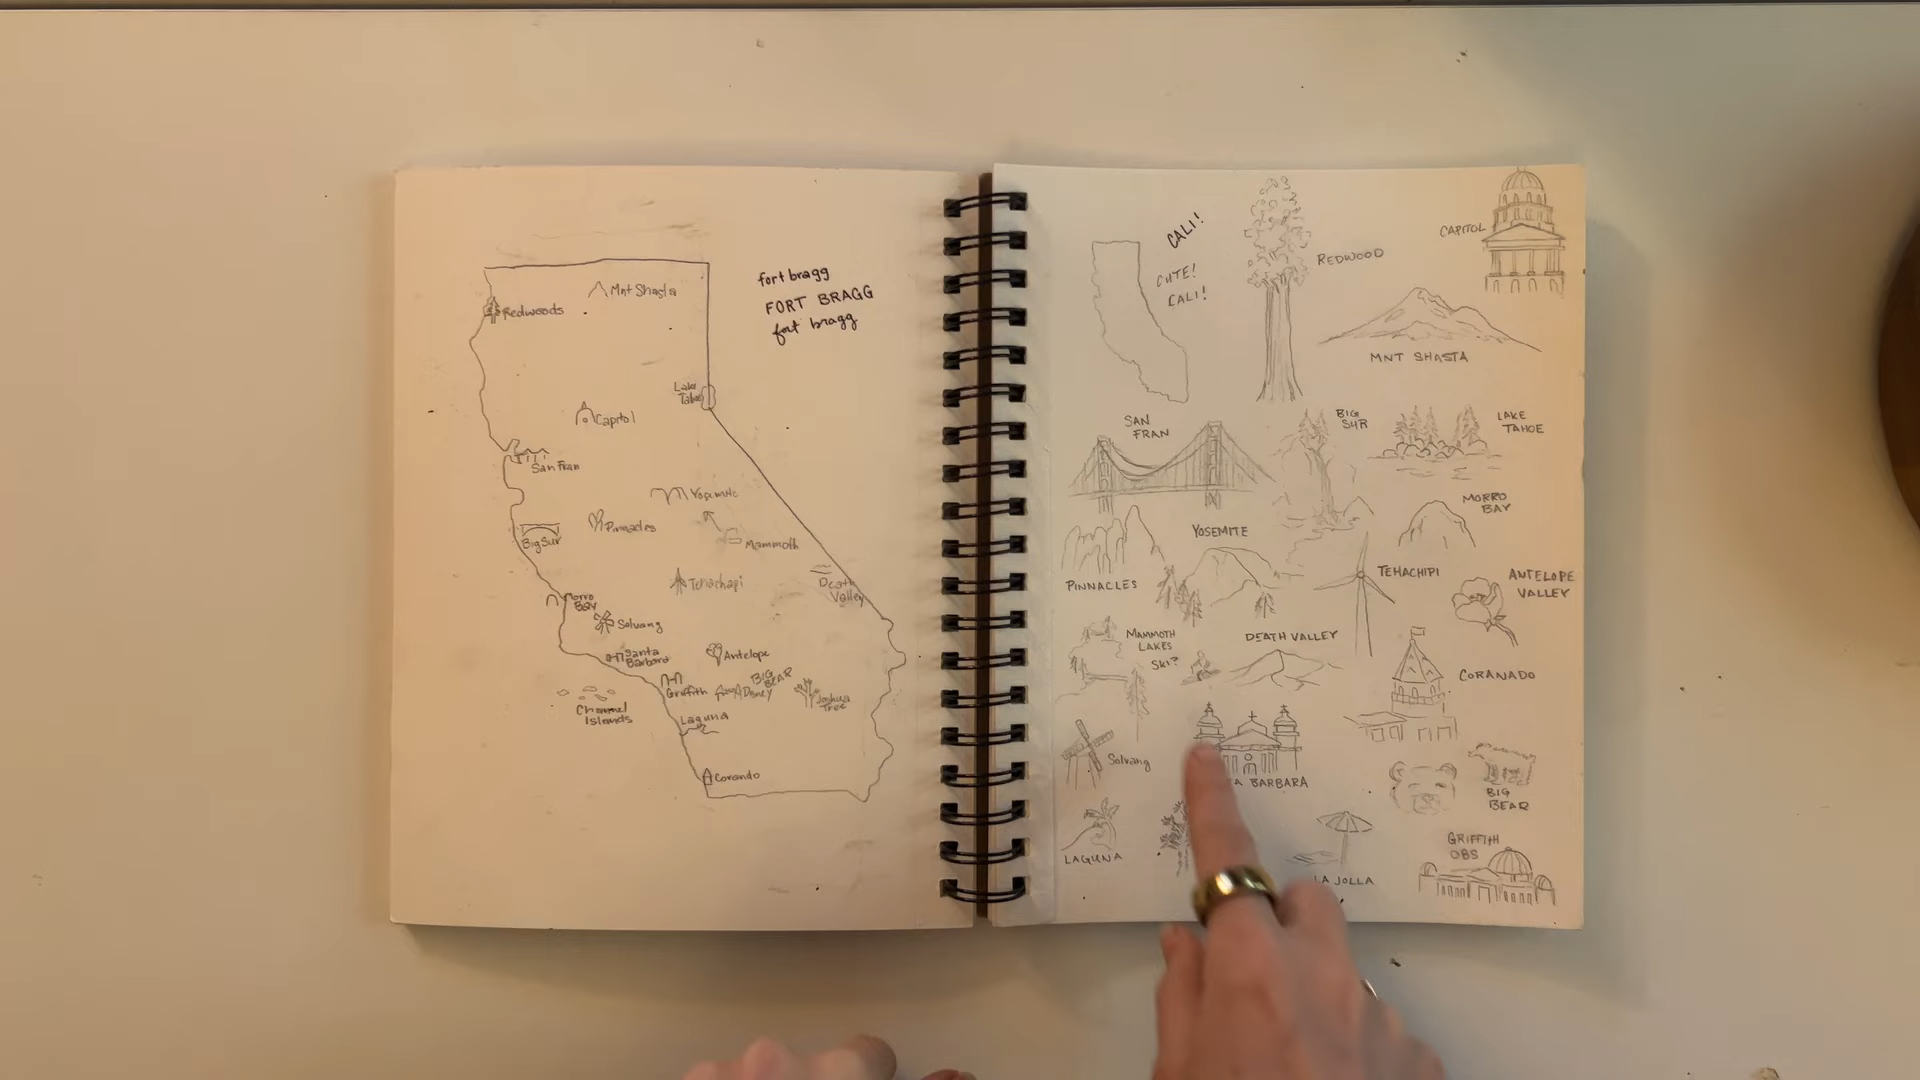 fort bragg
FORT BRAGG
fort bragg
Mnt Shasta
Redwoods
Lake
Tahoe
Capitol
San Fran
Yosimite
Pinnacles
Big Sur
Mammoth
Tehachapi
Death
Valley
Morro
Bay
Solvang
Santa
Barbara
Antelope
BIG
BEAR
Griffith
Disney
Joshua
Tree
Channel
Islands
Laguna
Corondo
CALI!
CUTE!
CALI!
REDWOOD
CAPITOL
MNT SHASTA
SAN
FRAN
BIG
SUR
LAKE
TAHOE
MORRO
BAY
YOSEMITE
PINNACLES
TEHACHIPI
ANTELOPE
VALLEY
MAMMOTH
LAKES
SKI?
DEATH VALLEY
CORANADO
Solvang
A BARBARA
BIG
BEAR
LAGUNA
LA JOLLA
GRIFFITH
OBS